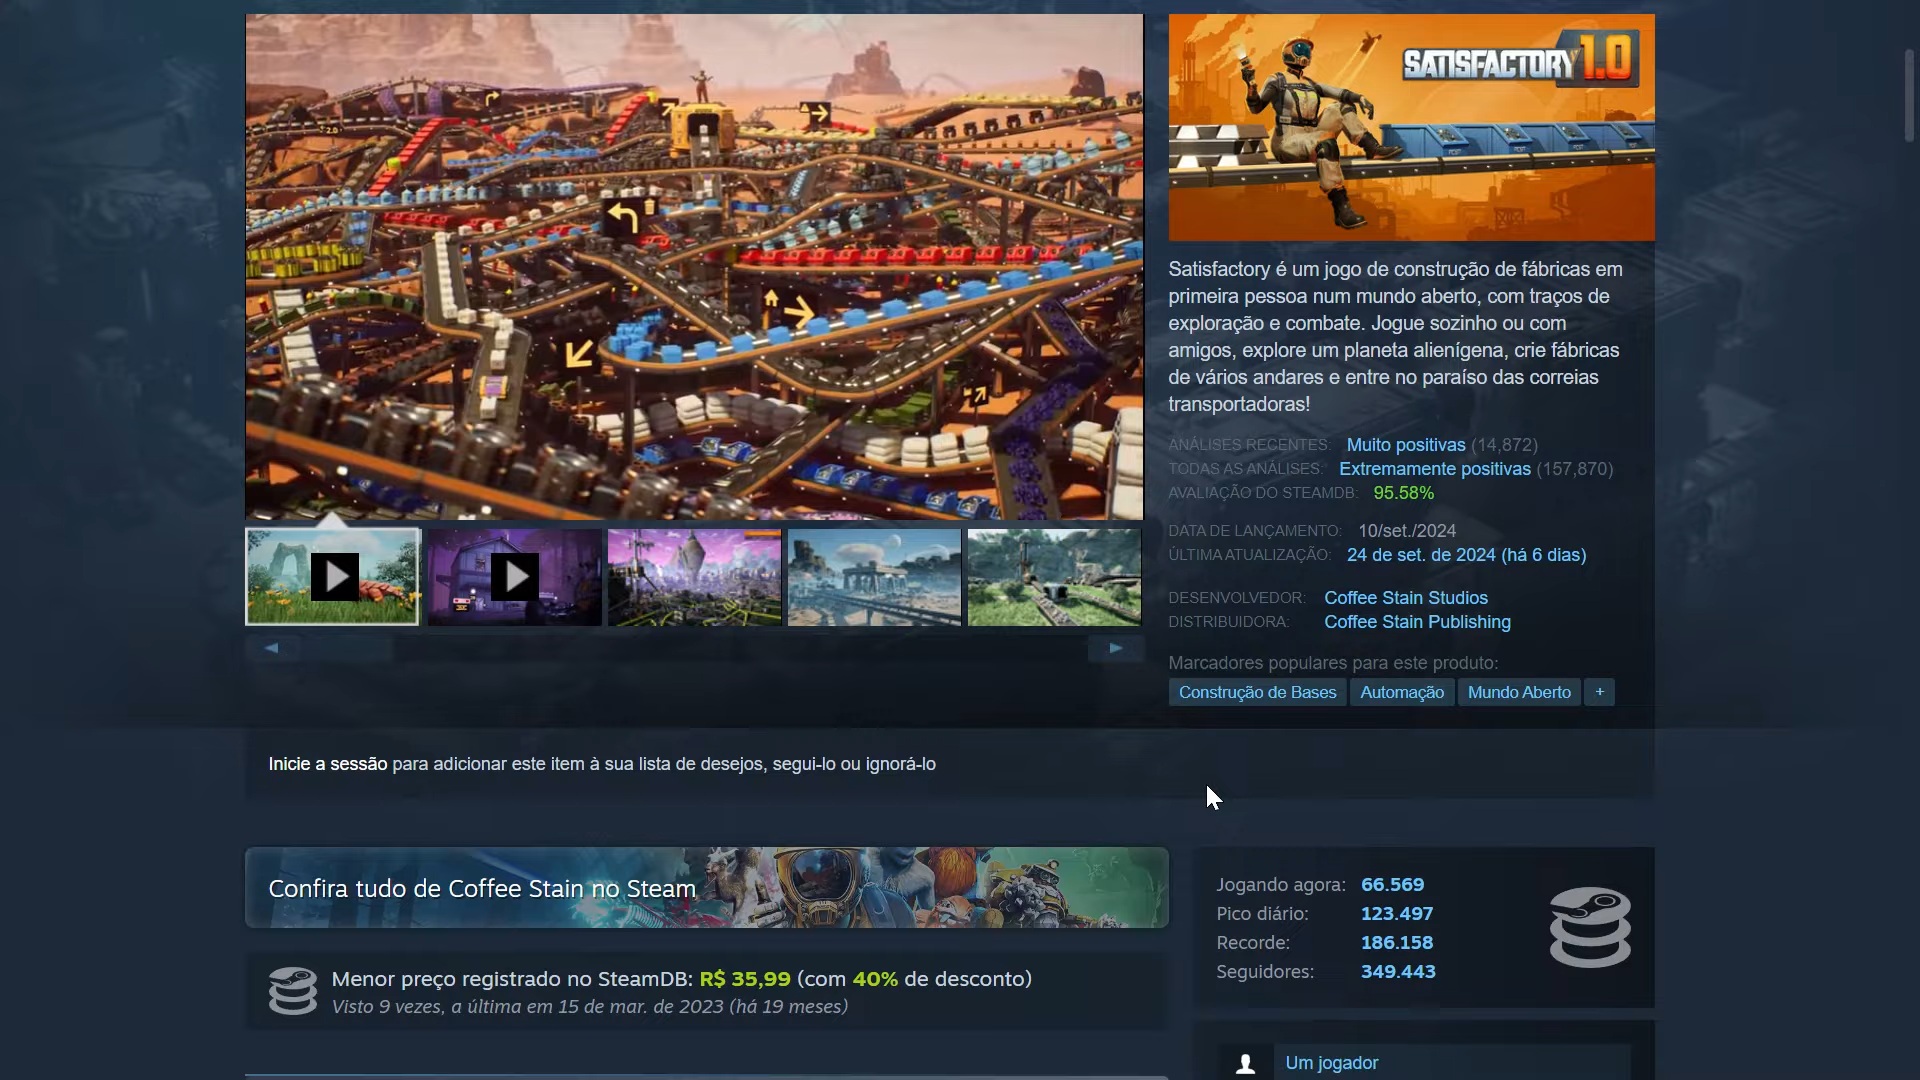 SATISFACTORY 1.0
Satisfactory é um jogo de construção de fábricas em
primeira pessoa num mundo aberto, com traços de
exploração e combate. Jogue sozinho ou com
amigos, explore um planeta alienígena, crie fábricas
de vários andares e entre no paraíso das correias
transportadoras!
ANÁLISES RECENTES: Muito positivas (14,872)
TODAS AS ANÁLISES: Extremamente positivas (157,870)
AVALIAÇÃO DO STEAMDB: 95.58%
DATA DE LANÇAMENTO: 10/set./2024
ÚLTIMA ATUALIZAÇÃO: 24 de set. de 2024 (há 6 dias)
DESENVOLVEDOR: Coffee Stain Studios
DISTRIBUIDORA: Coffee Stain Publishing
Marcadores populares para este produto:
Construção de Bases Automação Mundo Aberto +
Inicie a sessão para adicionar este item à sua lista de desejos, segui-lo ou ignorá-lo
Confira tudo de Coffee Stain no Steam
Menor preço registrado no SteamDB: R$ 35,99 (com 40% de desconto)
Visto 9 vezes, a última em 15 de mar. de 2023 (há 19 meses)
Jogando agora: 66.569
Pico diário: 123.497
Recorde: 186.158
Seguidores: 349.443
Um jogador